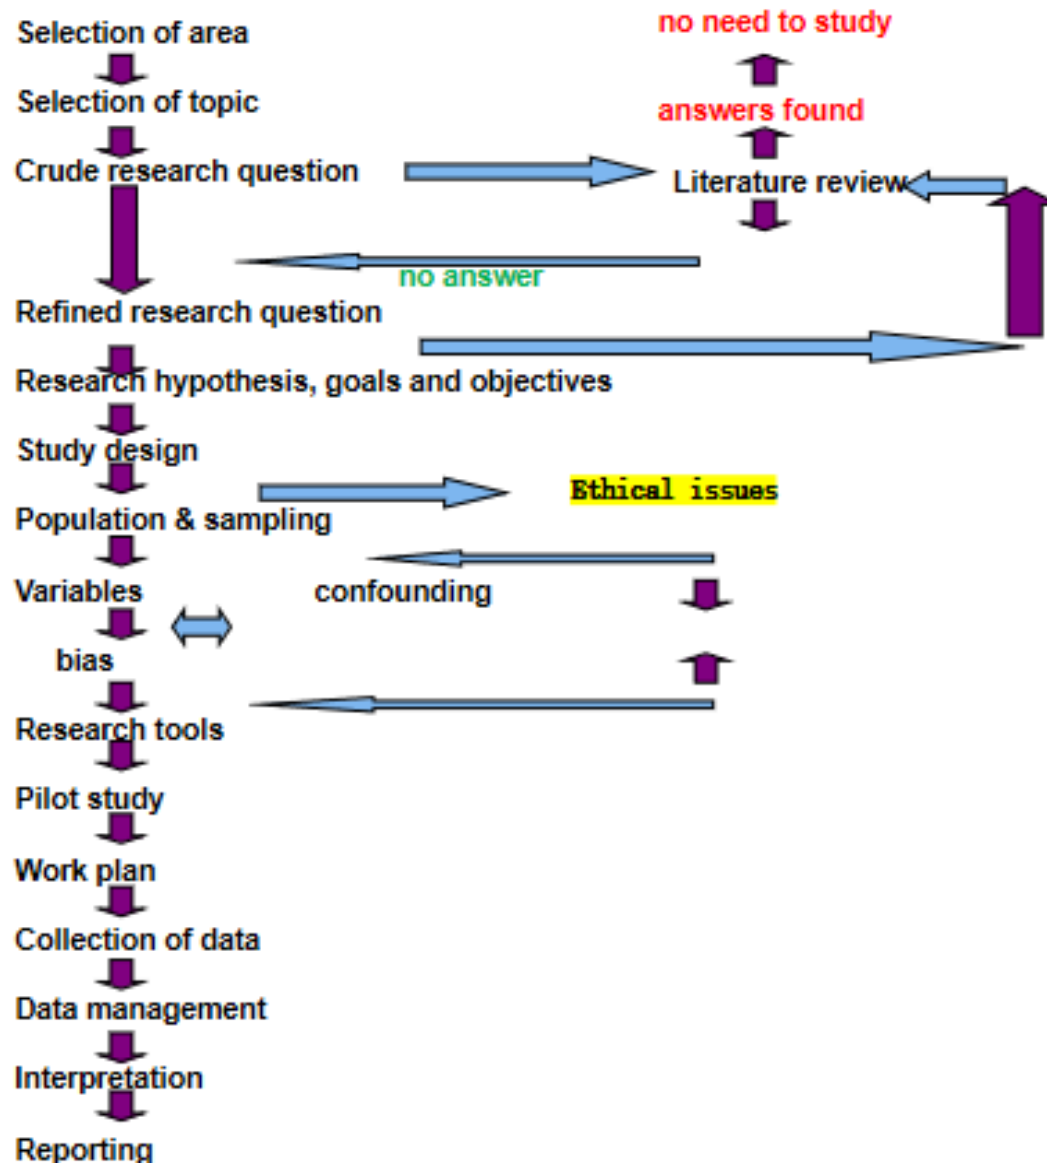 Selection of area
no need to study
Selection of topic
answers found
Crude research question
Literature review
no answer
Refined research question
Research hypothesis, goals and objectives
Study design
Ethical issues
Population & sampling
Variables
confounding
bias
Research tools
Pilot study
Work plan
Collection of data
Data management
Interpretation
Reporting